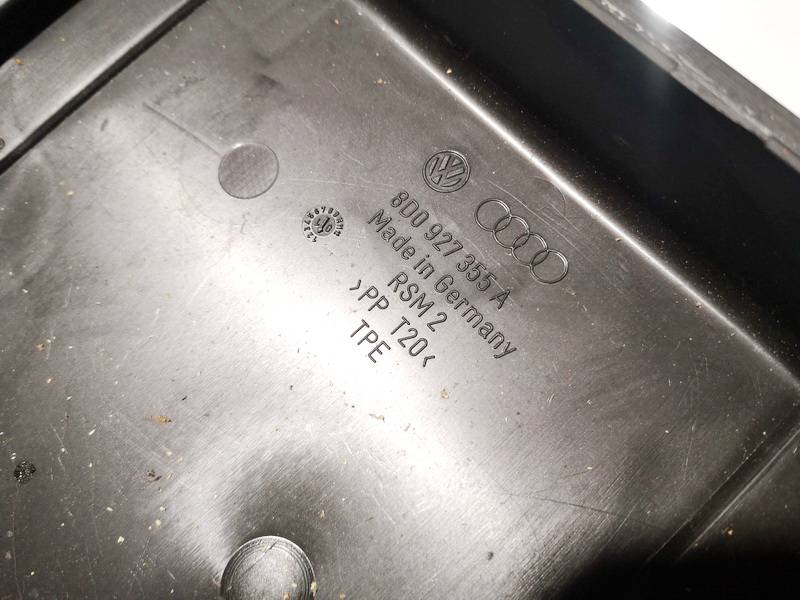 8D0 927 355 A
Made in Germany
RSM 2
>PP T20<
TPE